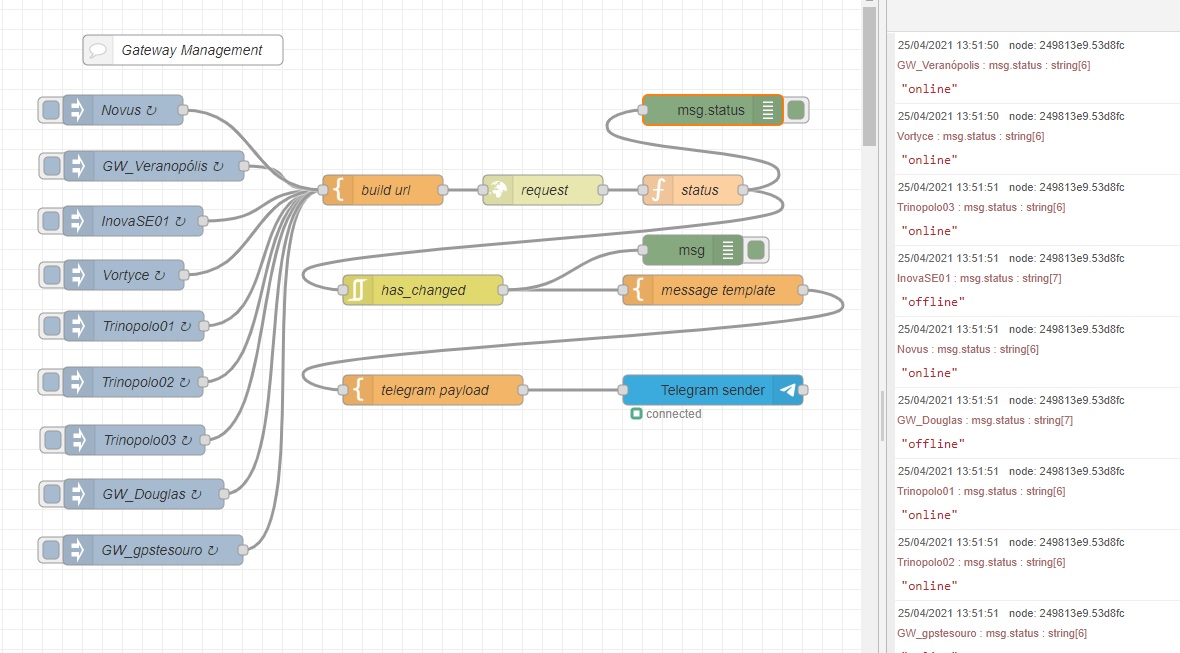 Gateway Management
Novus ↻
GW_Veranópolis ↻
InovaSE01 ↻
Vortyce ↻
Trinopolo01 ↻
Trinopolo02 ↻
Trinopolo03 ↻
GW_Douglas ↻
GW_gpstesouro ↻
build url
request
status
msg.status
has_changed
msg
message template
telegram payload
Telegram sender
connected
25/04/2021 13:51:50 node: 249813e9.53d8fc
GW_Veranópolis : msg.status : string[6]
"online"
25/04/2021 13:51:50 node: 249813e9.53d8fc
Vortyce : msg.status : string[6]
"online"
25/04/2021 13:51:51 node: 249813e9.53d8fc
Trinopolo03 : msg.status : string[6]
"online"
25/04/2021 13:51:51 node: 249813e9.53d8fc
InovaSE01 : msg.status : string[7]
"offline"
25/04/2021 13:51:51 node: 249813e9.53d8fc
Novus : msg.status : string[6]
"online"
25/04/2021 13:51:51 node: 249813e9.53d8fc
GW_Douglas : msg.status : string[7]
"offline"
25/04/2021 13:51:51 node: 249813e9.53d8fc
Trinopolo01 : msg.status : string[6]
"online"
25/04/2021 13:51:51 node: 249813e9.53d8fc
Trinopolo02 : msg.status : string[6]
"online"
25/04/2021 13:51:51 node: 249813e9.53d8fc
GW_gpstesouro : msg.status : string[6]